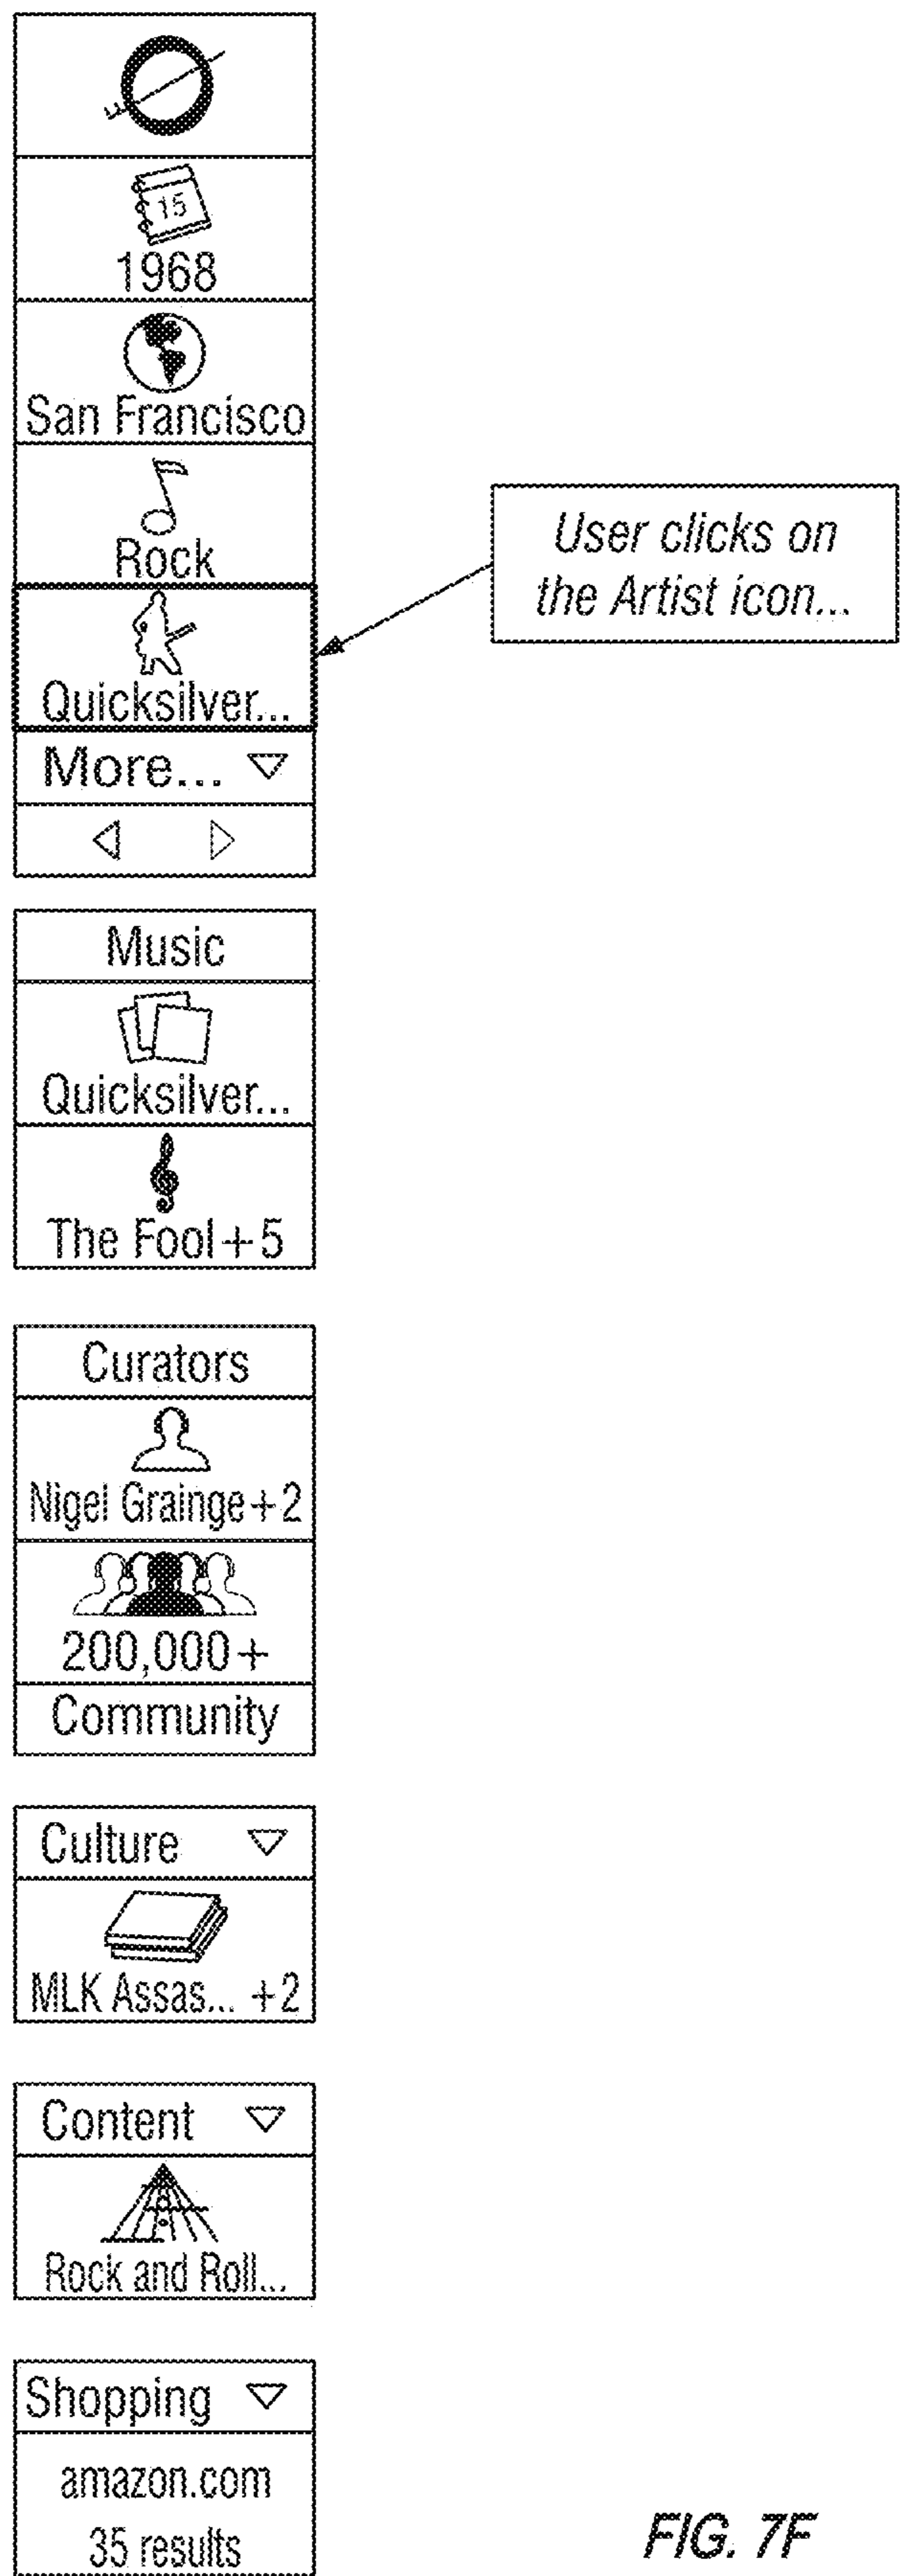 15
1968
San Francisco
Rock
User clicks on
the Artist icon...
Quicksilver...
More...
Music
Quicksilver...
The Fool+5
Curators
Nigel Grainge+2
200,000+
Community
Culture
MLK Assas... +2
Content
Rock and Roll...
Shopping
amazon.com
35 results
FIG. 7F